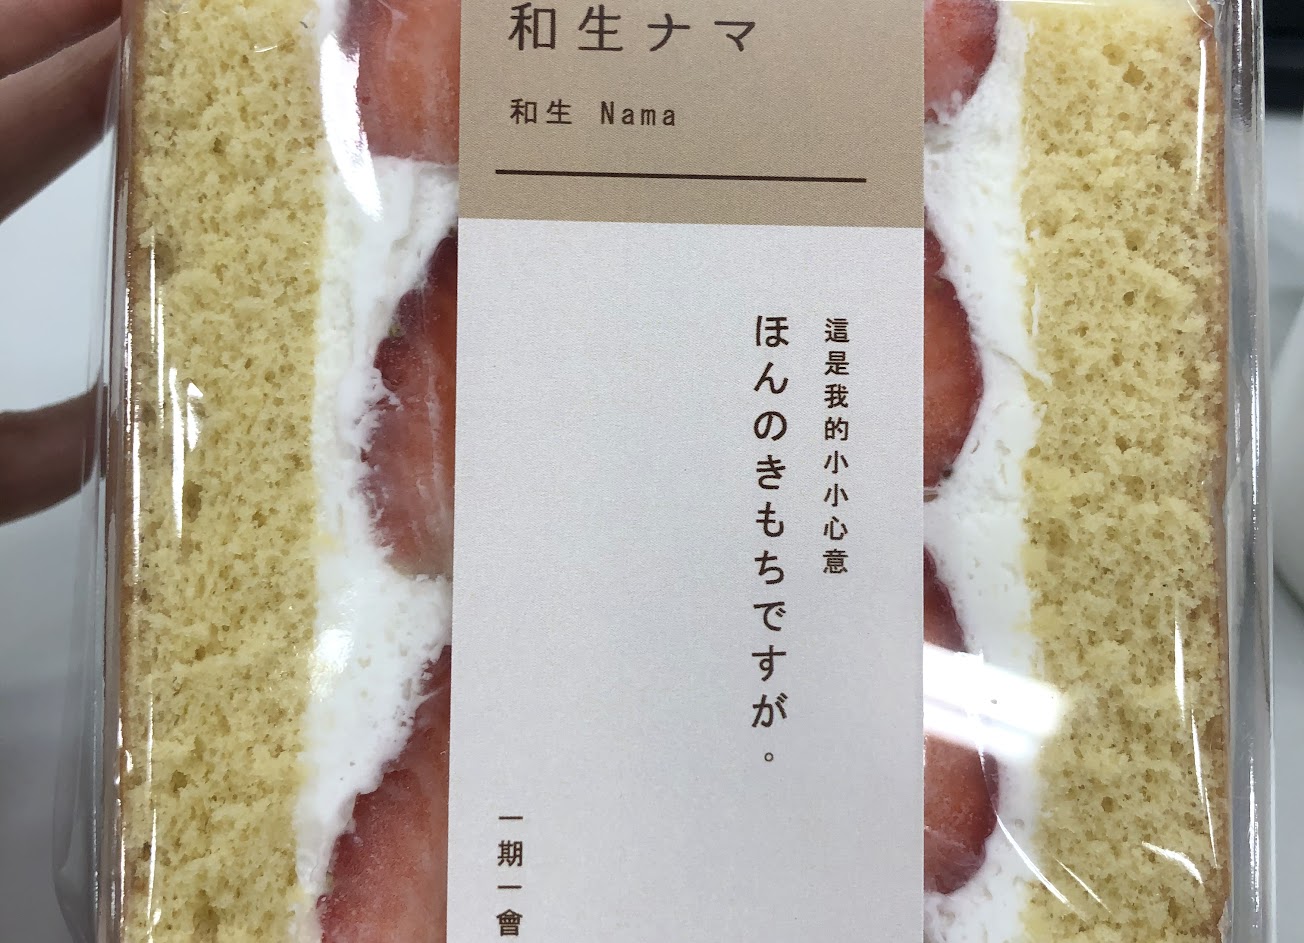 和生ナマ
和生 Nama
這是我的小小心意
ほんのきもちですが。
一期一會